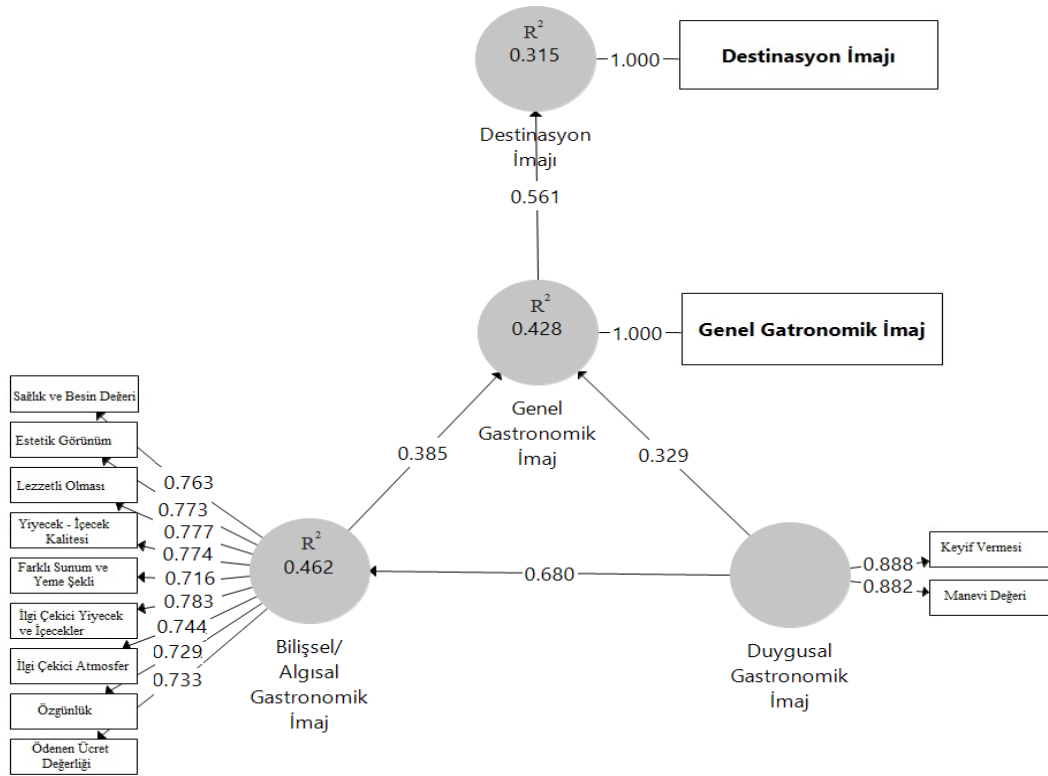 R2
0.315
1.000
Destinasyon İmajı
Destinasyon
İmajı
0.561
R2
0.428
1.000
Genel Gatronomik İmaj
Genel
Gastronomik
İmaj
0.385
0.329
Sağlık ve Besin Değeri
Estetik Görünüm
Lezzetli Olması
Yiyecek - İçecek
Kalitesi
Farklı Sunum ve
Yeme Şekli
İlgi Çekici Yiyecek
ve İçecekler
İlgi Çekici Atmosfer
Özgünlük
Ödenen Ücret
Değerliği
0.763
0.773
0.777
0.774
0.716
0.783
0.744
0.729
0.733
R2
0.462
Bilişsel/
Algısal
Gastronomik
İmaj
0.680
Duygusal
Gastronomik
İmaj
0.888
0.882
Keyif Vermesi
Manevi Değeri